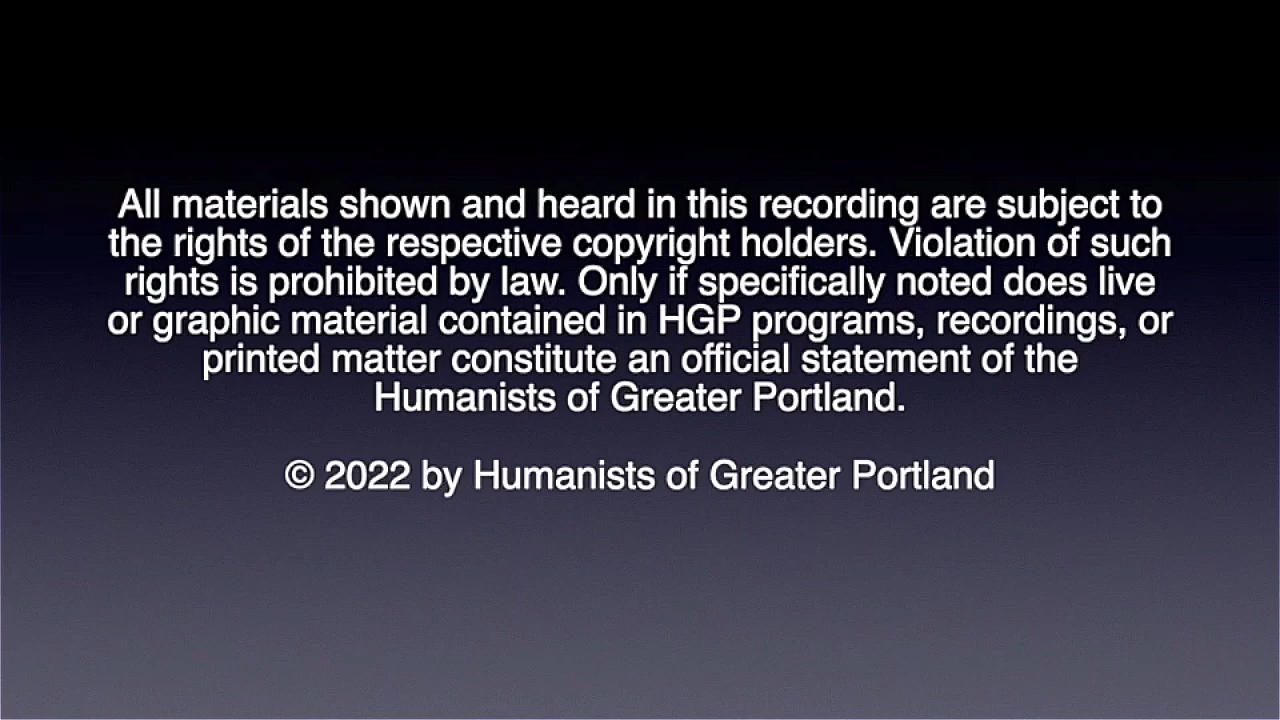 All materials shown and heard in this recording are subject to
the rights of the respective copyright holders. Violation of such
rights is prohibited by law. Only if specifically noted does live
or graphic material contained in HGP programs, recordings, or
printed matter constitute an official statement of the
Humanists of Greater Portland.
© 2022 by Humanists of Greater Portland